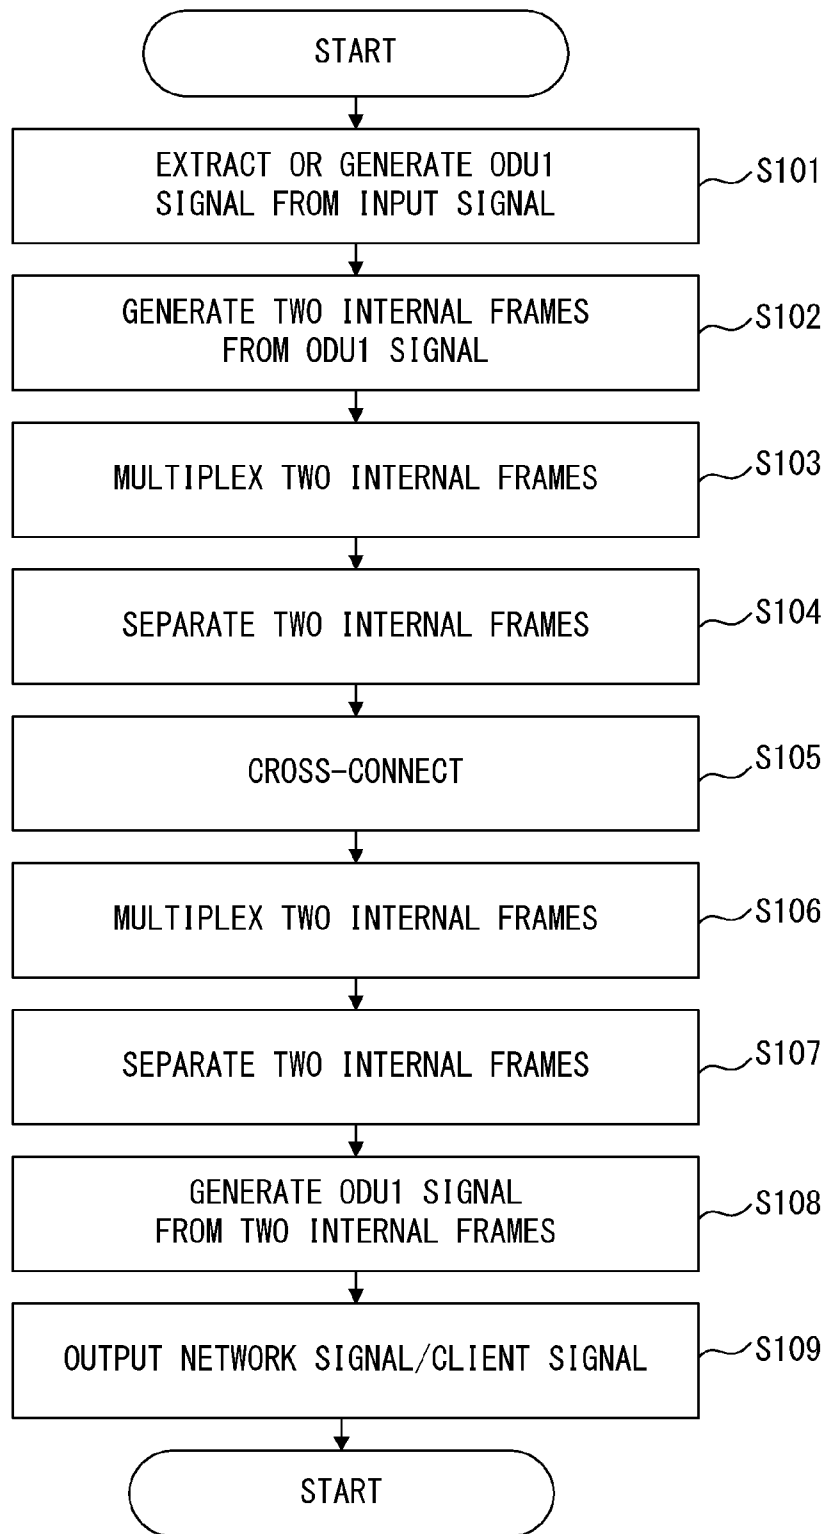 START
EXTRACT OR GENERATE ODU1
SIGNAL FROM INPUT SIGNAL
S101
GENERATE TWO INTERNAL FRAMES
FROM ODU1 SIGNAL
S102
MULTIPLEX TWO INTERNAL FRAMES
S103
SEPARATE TWO INTERNAL FRAMES
S104
CROSS-CONNECT
S105
MULTIPLEX TWO INTERNAL FRAMES
S106
SEPARATE TWO INTERNAL FRAMES
S107
GENERATE ODU1 SIGNAL
FROM TWO INTERNAL FRAMES
S108
OUTPUT NETWORK SIGNAL/CLIENT SIGNAL
S109
START